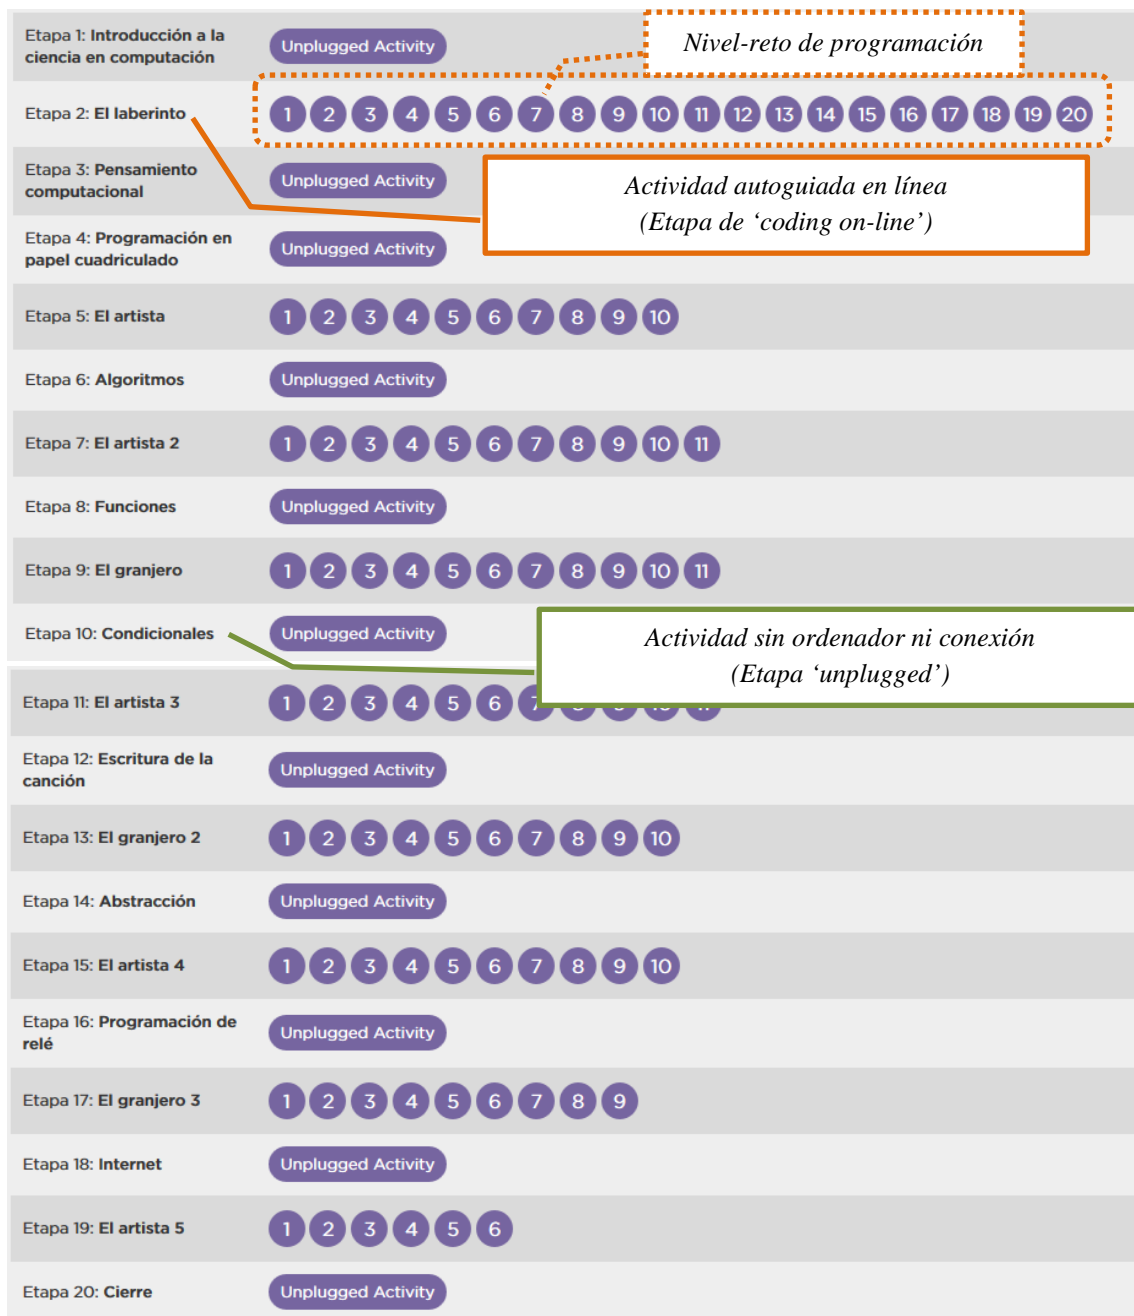 Etapa 1: Introducción a la
ciencia en computación
Unplugged Activity
Nivel-reto de programación
Etapa 2: El laberinto
1 2 3 4 5 6 7 8 9 10 11 12 13 14 15 16 17 18 19 20
Etapa 3: Pensamiento
computacional
Unplugged Activity
Actividad autoguiada en línea
(Etapa de ‘coding on-line’)
Etapa 4: Programación en
papel cuadriculado
Unplugged Activity
Etapa 5: El artista
1 2 3 4 5 6 7 8 9 10
Etapa 6: Algoritmos
Unplugged Activity
Etapa 7: El artista 2
1 2 3 4 5 6 7 8 9 10 11
Etapa 8: Funciones
Unplugged Activity
Etapa 9: El granjero
1 2 3 4 5 6 7 8 9 10 11
Etapa 10: Condicionales
Unplugged Activity
Actividad sin ordenador ni conexión
(Etapa ‘unplugged’)
Etapa 11: El artista 3
1 2 3 4 5 6 7
Etapa 12: Escritura de la
canción
Unplugged Activity
Etapa 13: El granjero 2
1 2 3 4 5 6 7 8 9 10
Etapa 14: Abstracción
Unplugged Activity
Etapa 15: El artista 4
1 2 3 4 5 6 7 8 9 10
Etapa 16: Programación de
relé
Unplugged Activity
Etapa 17: El granjero 3
1 2 3 4 5 6 7 8 9
Etapa 18: Internet
Unplugged Activity
Etapa 19: El artista 5
1 2 3 4 5 6
Etapa 20: Cierre
Unplugged Activity